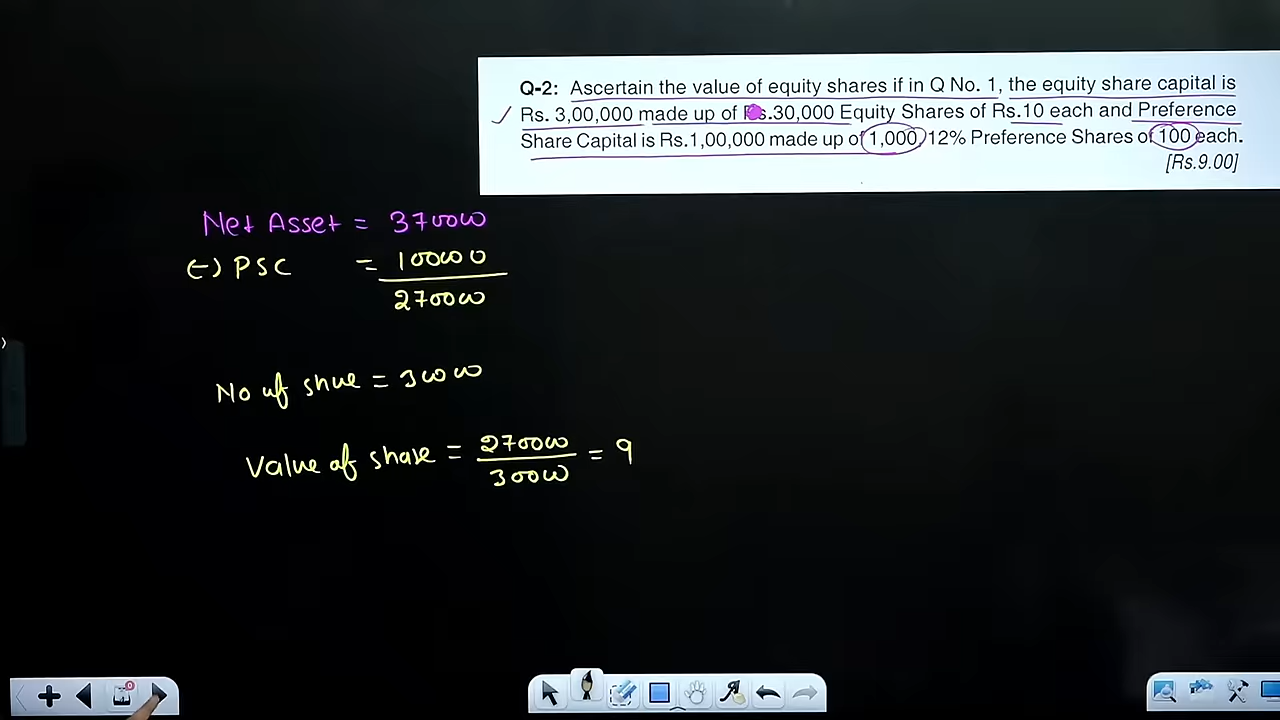 Q-2: Ascertain the value of equity shares if in Q No. 1, the equity share capital is
Rs. 3,00,000 made up of Rs.30,000 Equity Shares of Rs.10 each and Preference
Share Capital is Rs.1,00,000 made up of 1,000, 12% Preference Shares of 100 each.
[Rs.9.00]
Net Asset = 370000
(-) PSC = 100000
270000
No of share = 30000
Value of share = 270000 / 30000 = 9